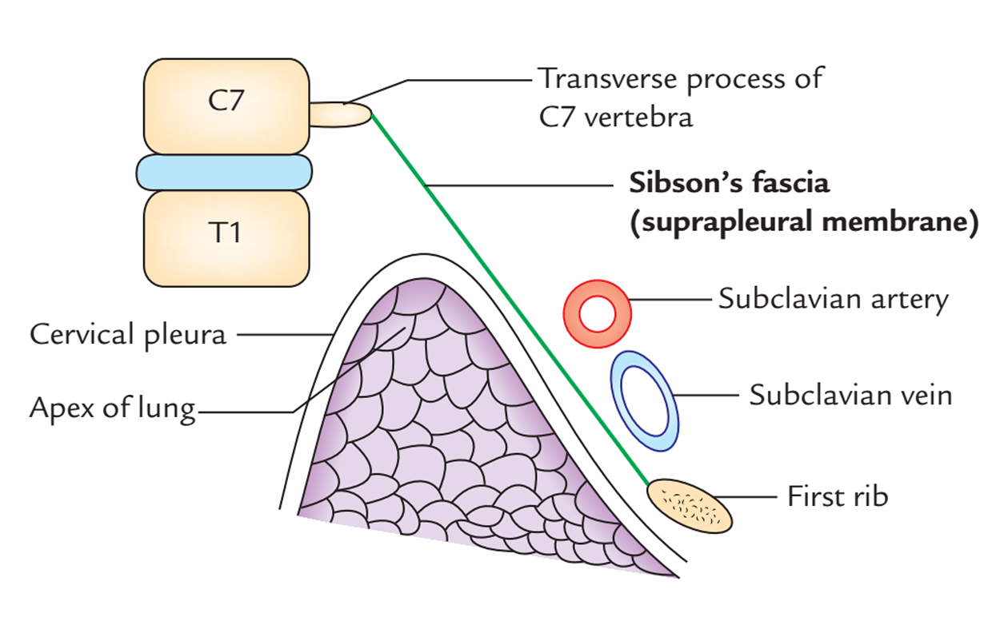 C7
Transverse process of
C7 vertebra
Sibson’s fascia
(suprapleural membrane)
T1
Subclavian artery
Cervical pleura
Subclavian vein
Apex of lung
First rib